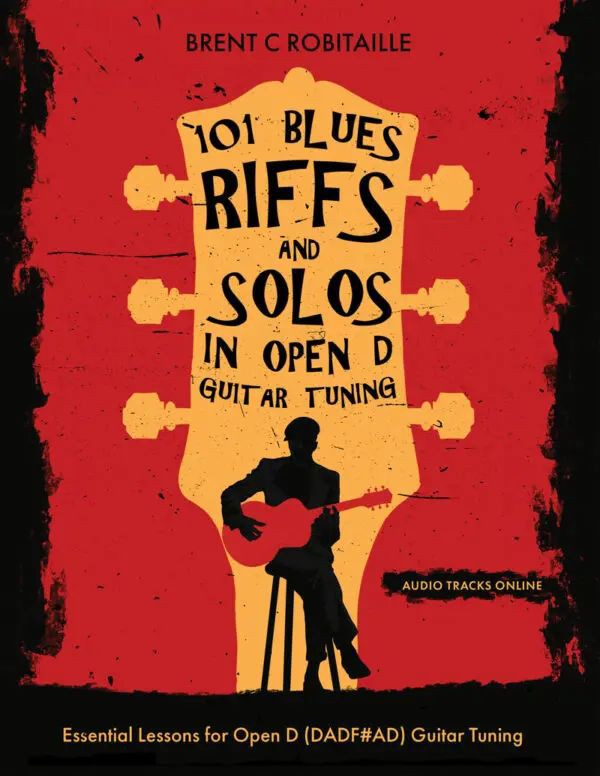 BRENT C ROBITAILLE
101 BLUES
RIFFS
AND
SOLOS
IN OPEN D
GUITAR TUNING
AUDIO TRACKS ONLINE
Essential Lessons for Open D (DADF#AD) Guitar Tuning